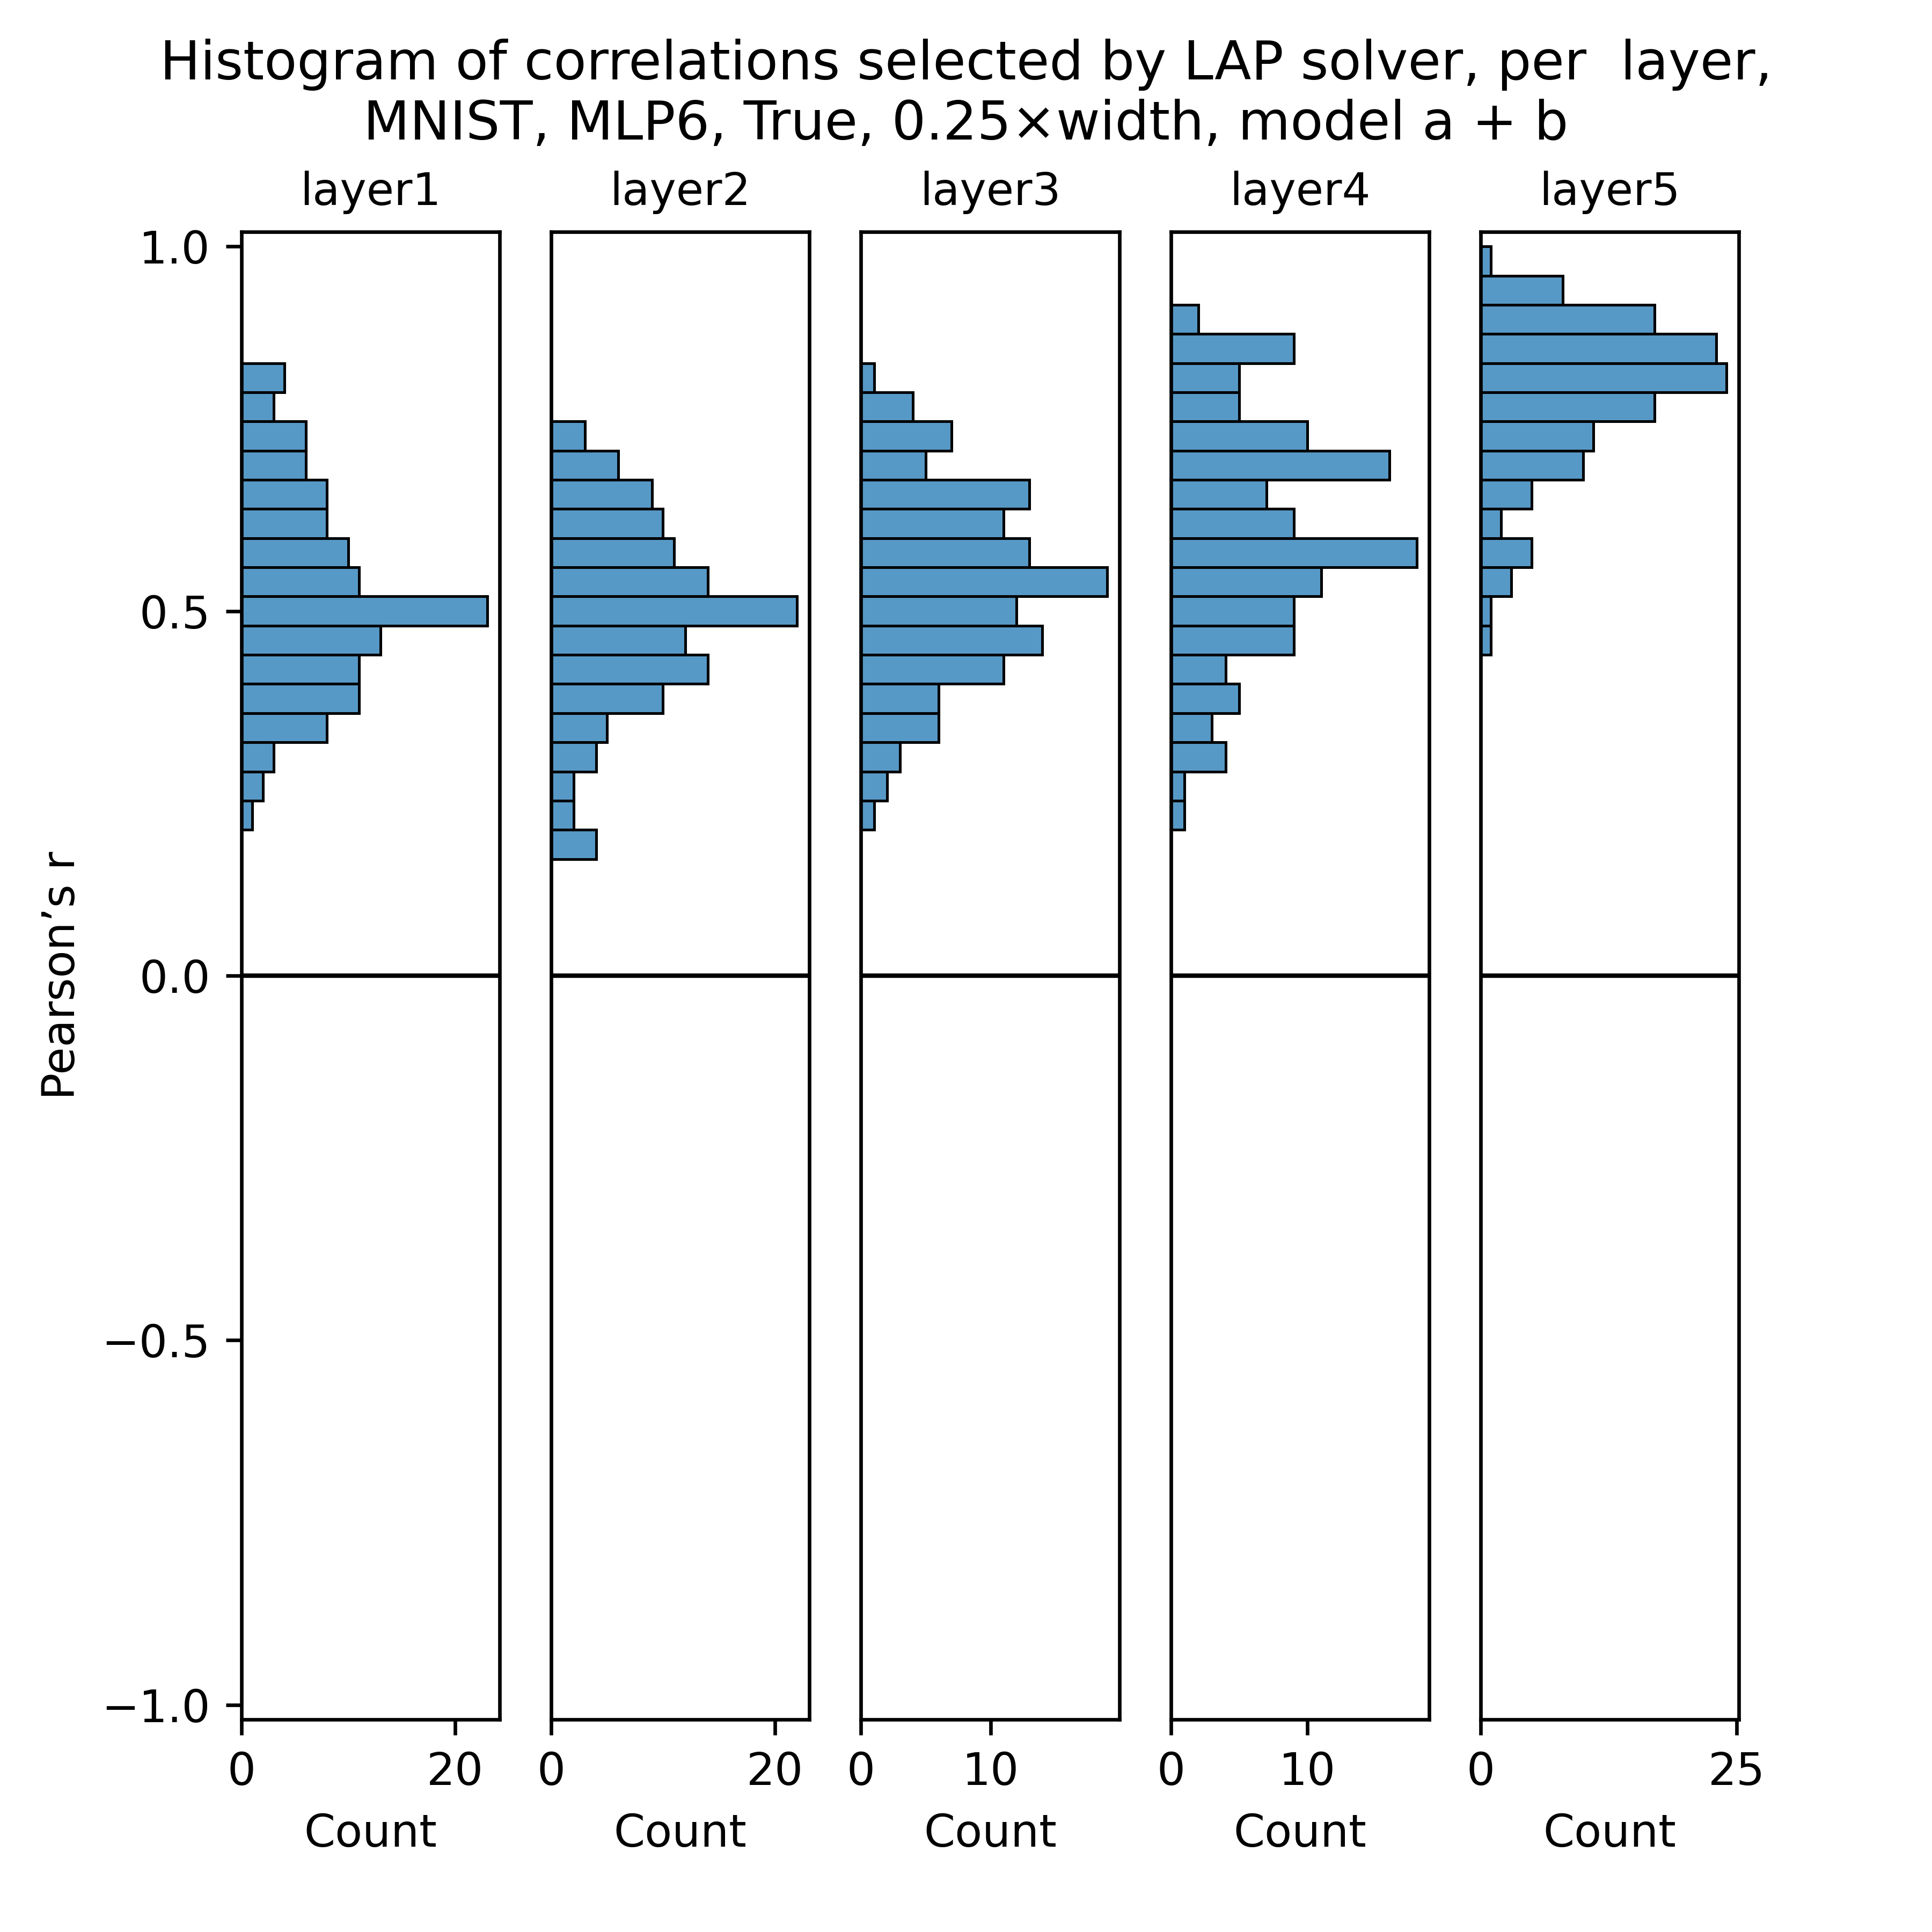 Histogram of correlations selected by LAP solver, per  layer,
MNIST, MLP6, True, 0.25×width, model a + b
layer1 layer2 layer3 layer4 layer5
1.0
0.5
0.0
−0.5
−1.0
Pearson’s r
0 20 0 20 0 10 0 10 0 25
Count Count Count Count Count